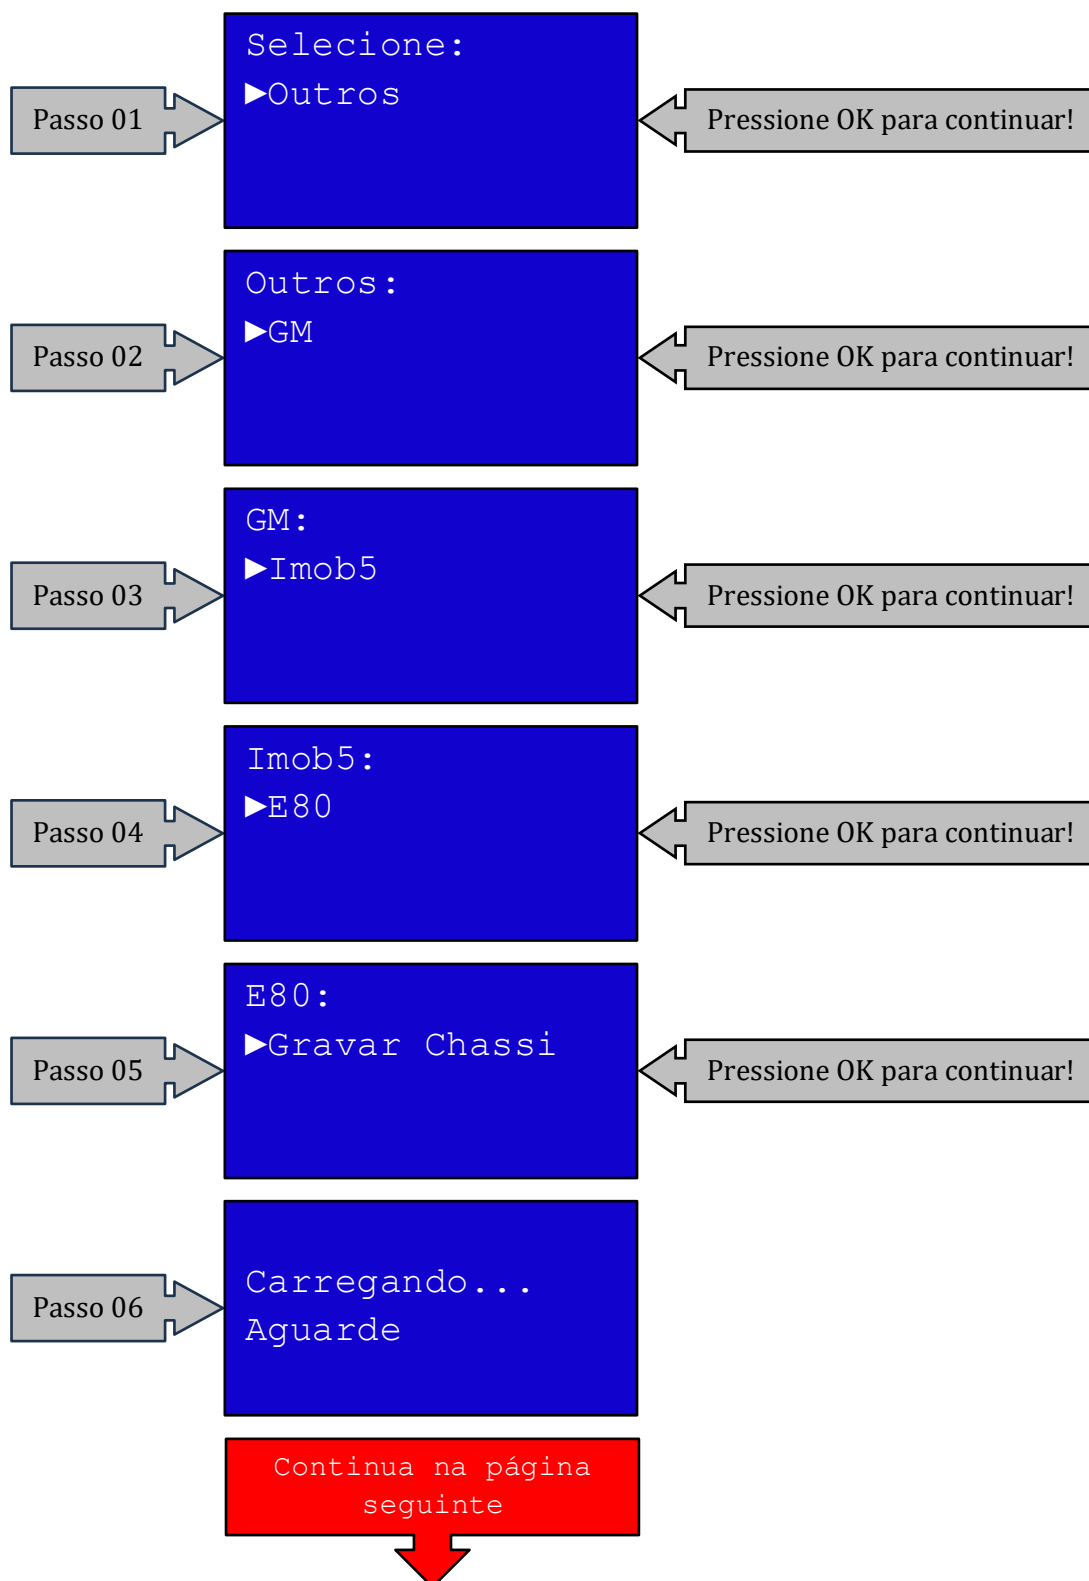 Selecione:
►Outros
Passo 01
Pressione OK para continuar!
Outros:
►GM
Passo 02
Pressione OK para continuar!
GM:
►Imob5
Passo 03
Pressione OK para continuar!
Imob5:
►E80
Passo 04
Pressione OK para continuar!
E80:
►Gravar Chassi
Passo 05
Pressione OK para continuar!
Carregando...
Aguarde
Passo 06
Continua na página
seguinte